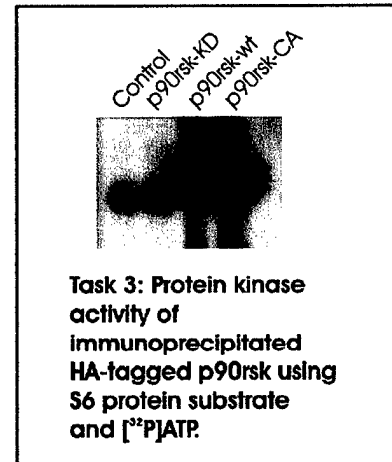 Control
p90rsk-KD
p90rsk-wt
p90rsk-CA
Task 3: Protein kinase
activity of
immunoprecipitated
HA-tagged p90rsk using
S6 protein substrate
and [³²P]ATP.